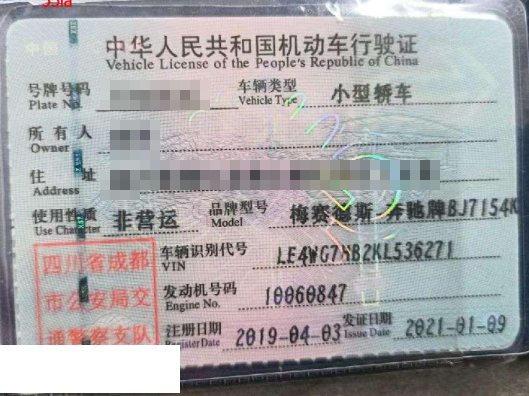 中华人民共和国机动车行驶证
Vehicle License of the People's Republic of China
号牌号码 车辆类型 小型轿车
Plate No. Vehicle Type
所有人
Owner
住址
Address
使用性质 非营运 品牌型号 梅赛德斯-奔驰牌BJ7154K
Use Character Model
四川省成都 车辆识别代号
VIN
市公安局交 发动机号码 10060847
Engine No.
通警察支队 注册日期 2019-04-03 发证日期 2021-01-09
Register Date Issue Date